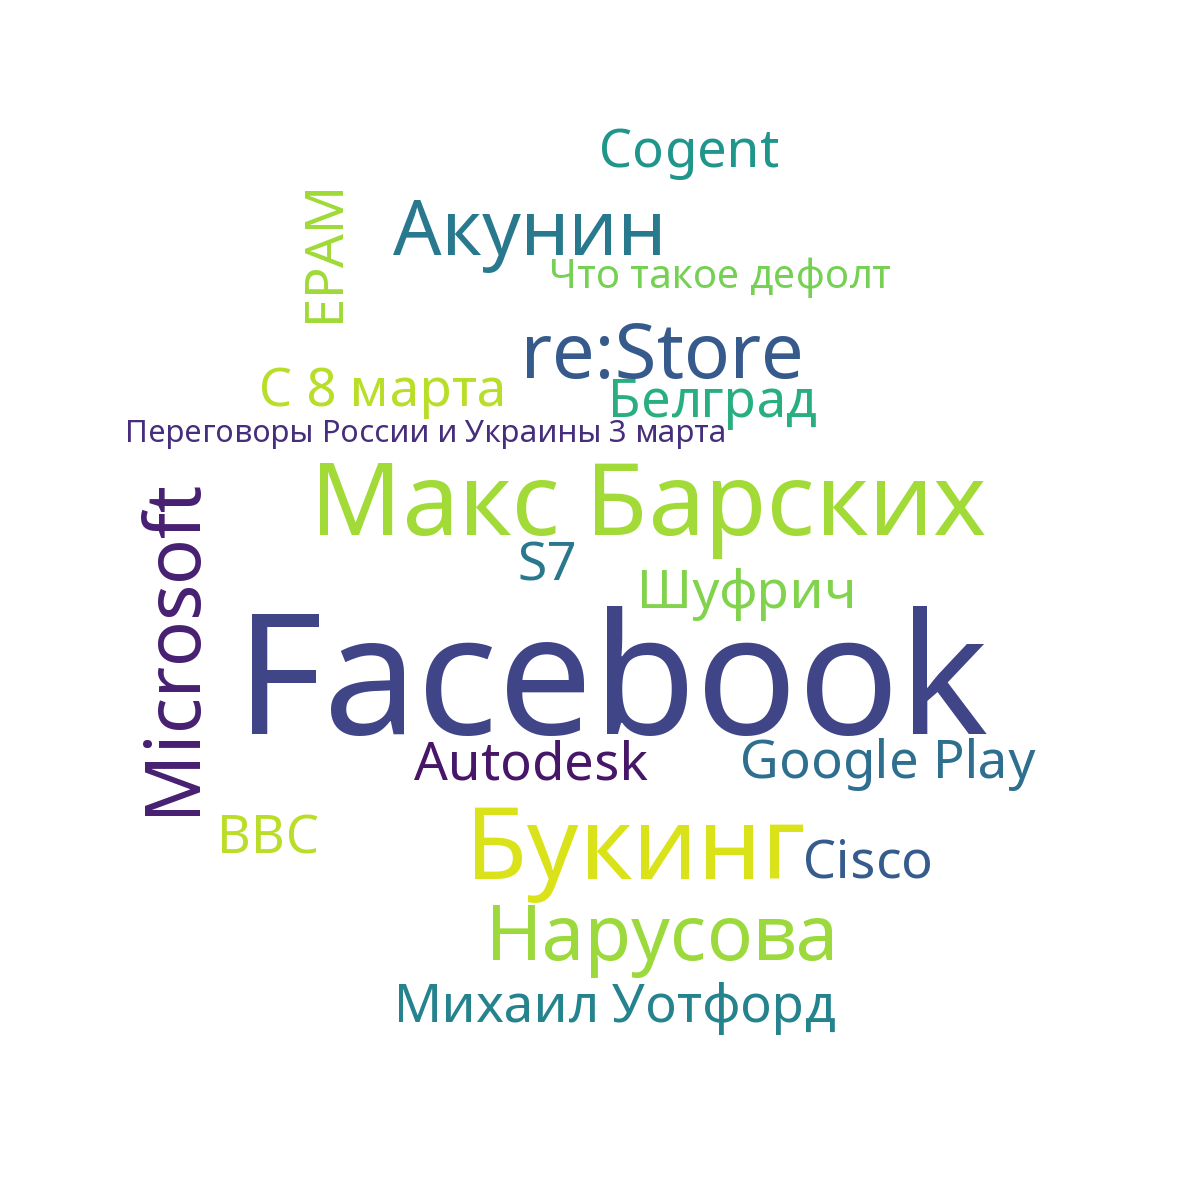 Cogent
EPAM
Акунин
Что такое дефолт
re:Store
С 8 марта
Белград
Переговоры России и Украины 3 марта
Microsoft
Макс Барских
S7
Шуфрич
Facebook
Autodesk
Google Play
BBC
Букинг
Cisco
Нарусова
Михаил Уотфорд